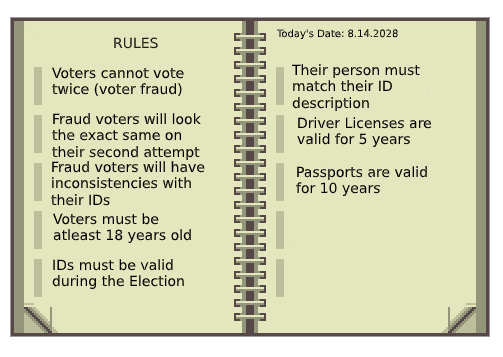 RULES
Voters cannot vote
twice (voter fraud)
Fraud voters will look
the exact same on
their second attempt
Fraud voters will have
inconsistencies with
their IDs
Voters must be
atleast 18 years old
IDs must be valid
during the Election
Today's Date: 8.14.2028
Their person must
match their ID
description
Driver Licenses are
valid for 5 years
Passports are valid
for 10 years